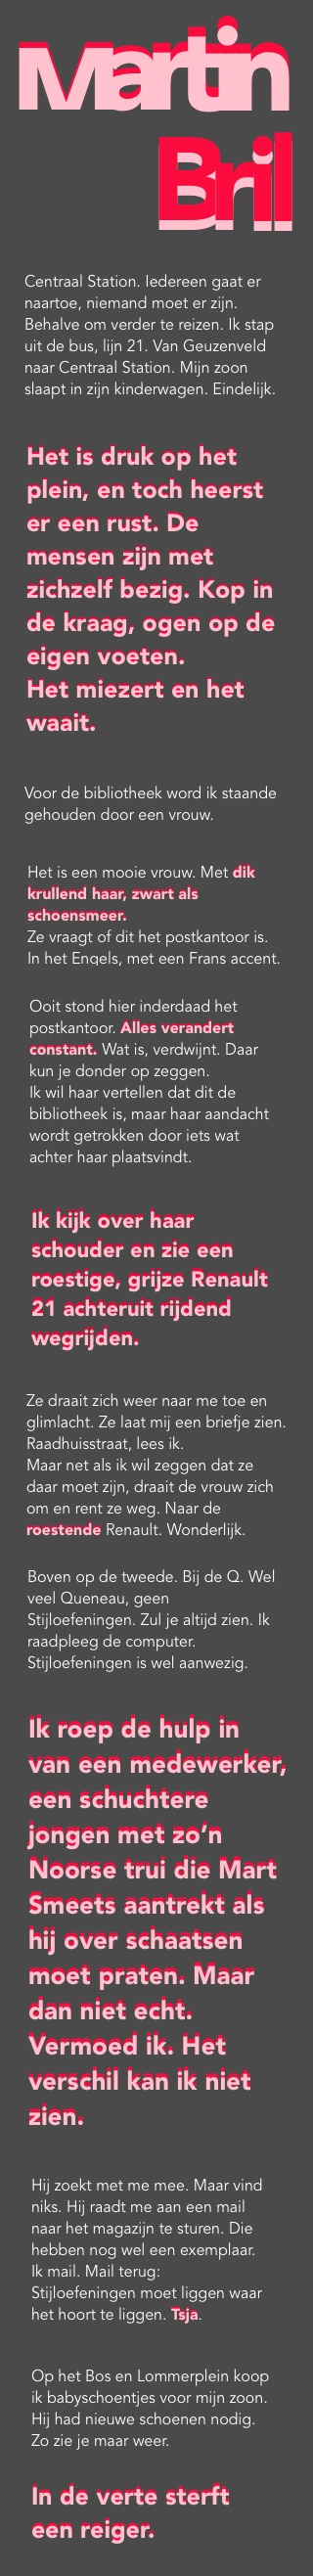 Martin
Bril
Centraal Station. Iedereen gaat er
naartoe, niemand moet er zijn.
Behalve om verder te reizen. Ik stap
uit de bus, lijn 21. Van Geuzenveld
naar Centraal Station. Mijn zoon
slaapt in zijn kinderwagen. Eindelijk.
Het is druk op het
plein, en toch heerst
er een rust. De
mensen zijn met
zichzelf bezig. Kop in
de kraag, ogen op de
eigen voeten.
Het miezert en het
waait.
Voor de bibliotheek word ik staande
gehouden door een vrouw.
Het is een mooie vrouw. Met dik
krullend haar, zwart als
schoensmeer.
Ze vraagt of dit het postkantoor is.
In het Engels, met een Frans accent.
Ooit stond hier inderdaad het
postkantoor. Alles verandert
constant. Wat is, verdwijnt. Daar
kun je donder op zeggen.
Ik wil haar vertellen dat dit de
bibliotheek is, maar haar aandacht
wordt getrokken door iets wat
achter haar plaatsvindt.
Ik kijk over haar
schouder en zie een
roestige, grijze Renault
21 achteruit rijdend
wegrijden.
Ze draait zich weer naar me toe en
glimlacht. Ze laat mij een briefje zien.
Raadhuisstraat, lees ik.
Maar net als ik wil zeggen dat ze
daar moet zijn, draait de vrouw zich
om en rent ze weg. Naar de
roestende Renault. Wonderlijk.
Boven op de tweede. Bij de Q. Wel
veel Queneau, geen
Stijloefeningen. Zul je altijd zien. Ik
raadpleeg de computer.
Stijloefeningen is wel aanwezig.
Ik roep de hulp in
van een medewerker,
een schuchtere
jongen met zo’n
Noorse trui die Mart
Smeets aantrekt als
hij over schaatsen
moet praten. Maar
dan niet echt.
Vermoed ik. Het
verschil kan ik niet
zien.
Hij zoekt met me mee. Maar vind
niks. Hij raadt me aan een mail
naar het magazijn te sturen. Die
hebben nog wel een exemplaar.
Ik mail. Mail terug:
Stijloefeningen moet liggen waar
het hoort te liggen. Tsja.
Op het Bos en Lommerplein koop
ik babyschoentjes voor mijn zoon.
Hij had nieuwe schoenen nodig.
Zo zie je maar weer.
In de verte sterft
een reiger.